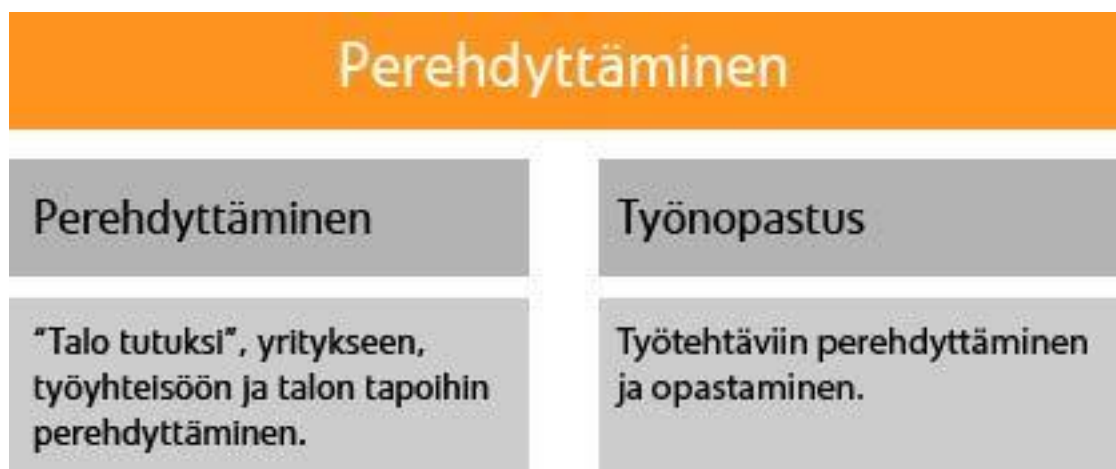 Perehdyttäminen
Perehdyttäminen
"Talo tutuksi", yritykseen,
työyhteisöön ja talon tapoihin
perehdyttäminen.
Työnopastus
Työtehtäviin perehdyttäminen
ja opastaminen.